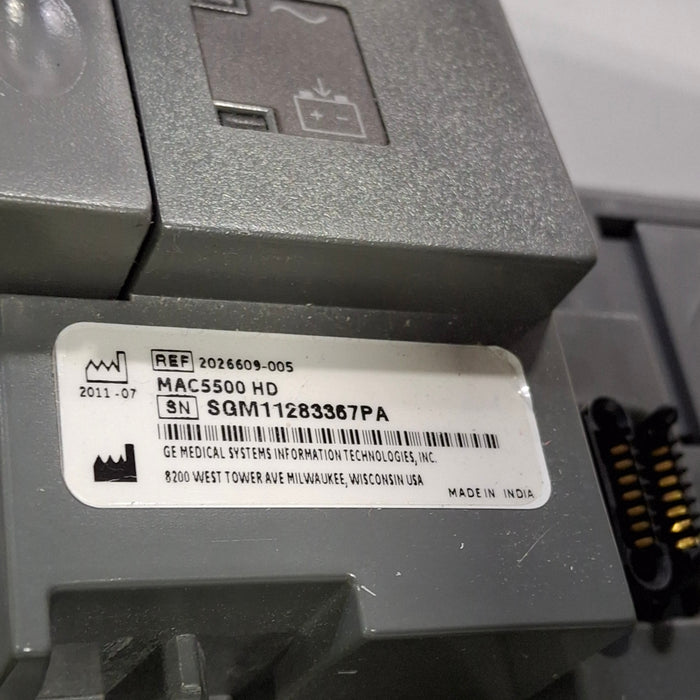 REF 2026609-005
2011-07
MAC5500 HD
SN SGM11283367PA
GE MEDICAL SYSTEMS INFORMATION TECHNOLOGIES, INC.
8200 WEST TOWER AVE MILWAUKEE, WISCONSIN USA
MADE IN INDIA